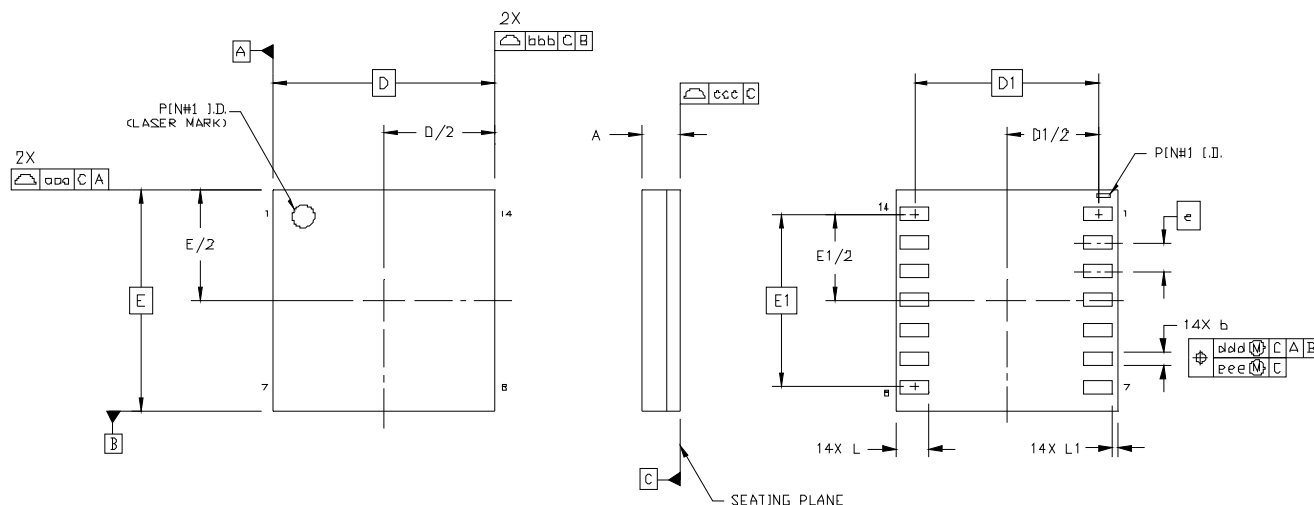 2X
bbb C B
A
D
PIN#1 I.D.
(LASER MARK)
D/2
2X
aaa C A
1
14
E/2
E
7
8
B
ccc C
A
C
SEATING PLANE
D1
D1/2
PIN#1 I.D.
14
1
e
E1/2
E1
14X b
ddd M C A B
eee M C
8
7
14X L
14X L1